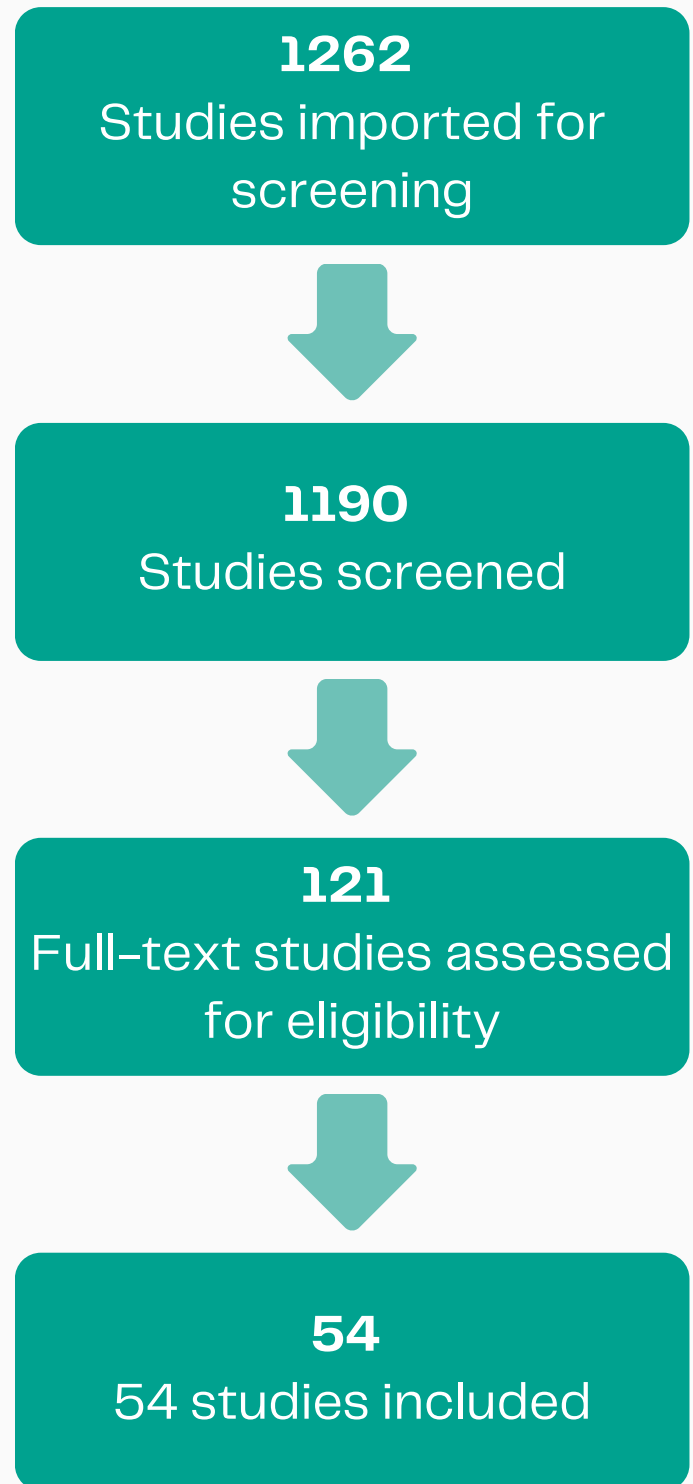 1262
Studies imported for
screening
1190
Studies screened
121
Full-text studies assessed
for eligibility
54
54 studies included